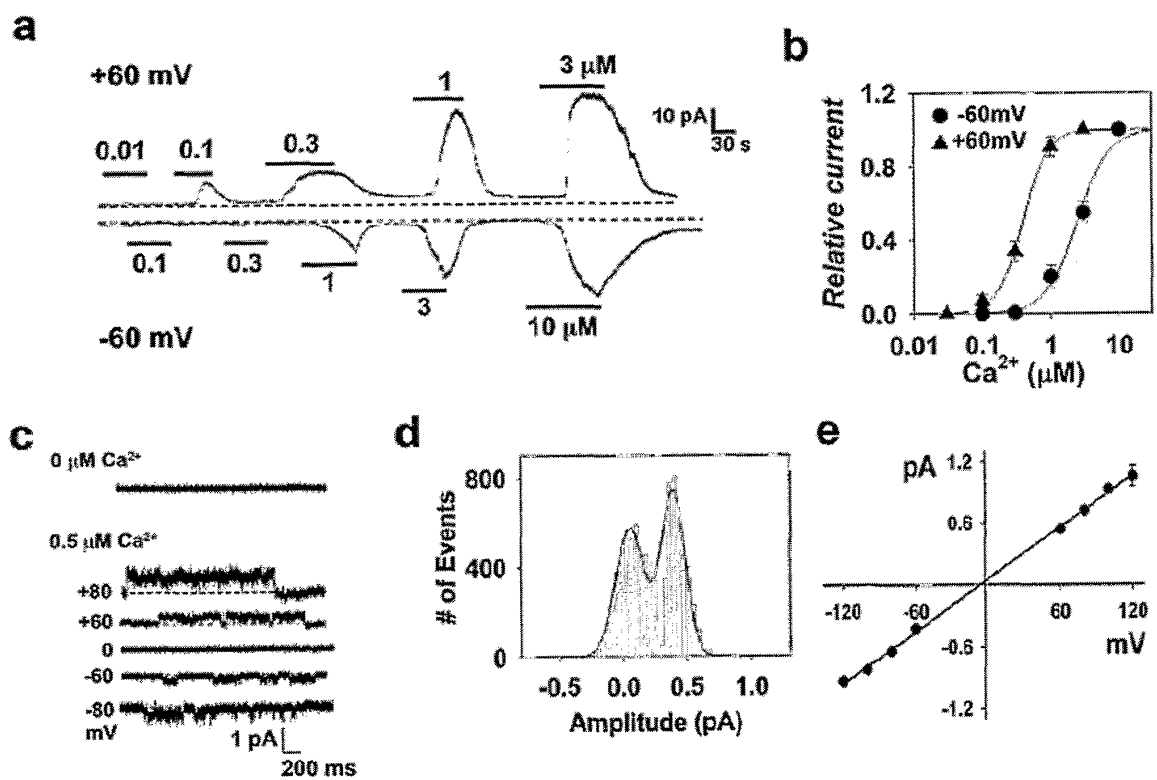 a
+60 mV
0.01
0.1
0.3
1
3 μM
10 pA
30 s
0.1
0.3
1
3
10 μM
-60 mV
b
Relative current
1.2
0.8
0.4
0.0
-60mV
+60mV
0.01
0.1
1
10
Ca²⁺ (μM)
c
0 μM Ca²⁺
0.5 μM Ca²⁺
+80
+60
0
-60
-80
mV
1 pA
200 ms
d
# of Events
800
400
0
-0.5
0.0
0.5
1.0
Amplitude (pA)
e
pA
1.2
0.6
-120
-60
60
120
mV
-0.6
-1.2